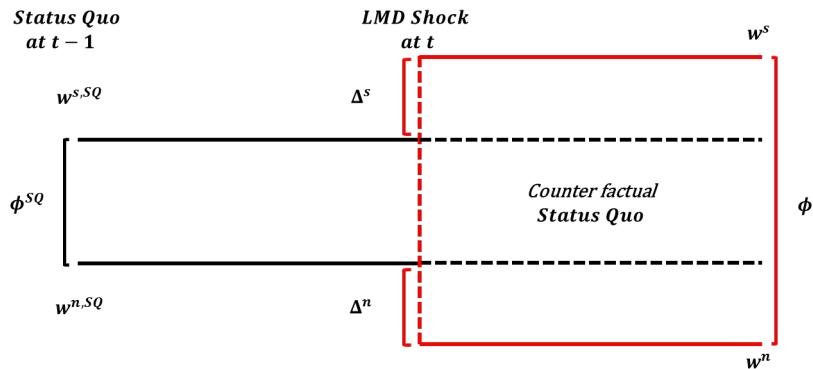 Status Quo
at t − 1
LMD Shock
at t
w^s
w^{s,SQ}
Δ^s
ϕ^{SQ}
Counter factual
Status Quo
ϕ
w^{n,SQ}
Δ^n
w^n